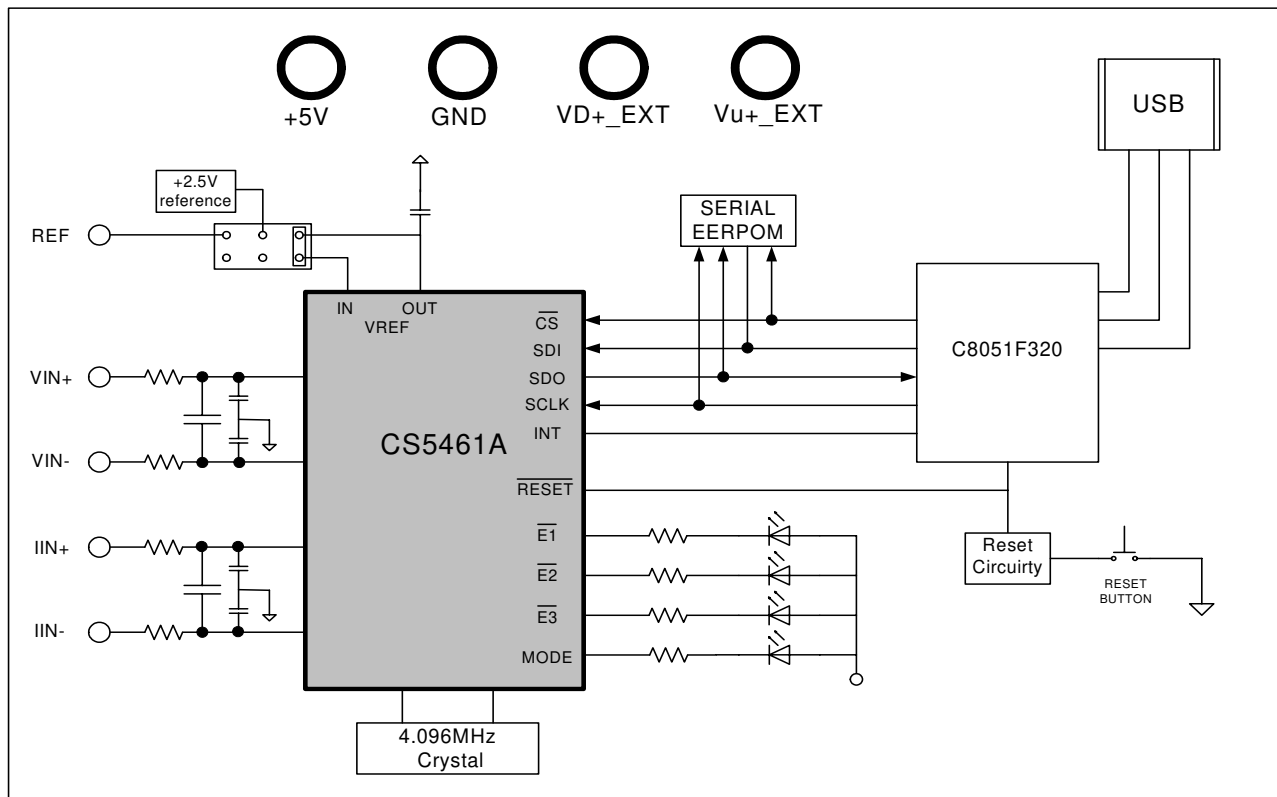 +5V
GND
VD+_EXT
Vu+_EXT
USB
+2.5V
reference
REF
SERIAL
EERPOM
IN
OUT
VREF
CS
SDI
SDO
SCLK
INT
RESET
E1
E2
E3
MODE
CS5461A
C8051F320
VIN+
VIN-
IIN+
IIN-
Reset
Circuirty
RESET
BUTTON
4.096MHz
Crystal